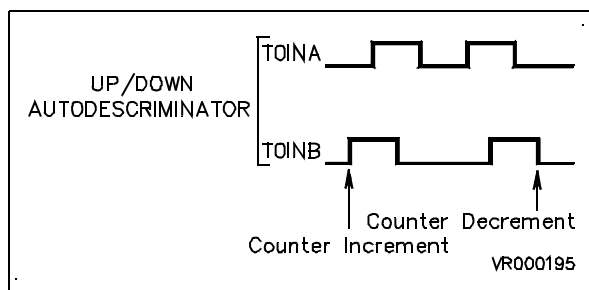 T0INA
UP/DOWN
AUTODESCRIMINATOR
T0INB
Counter Decrement
Counter Increment
VR000195